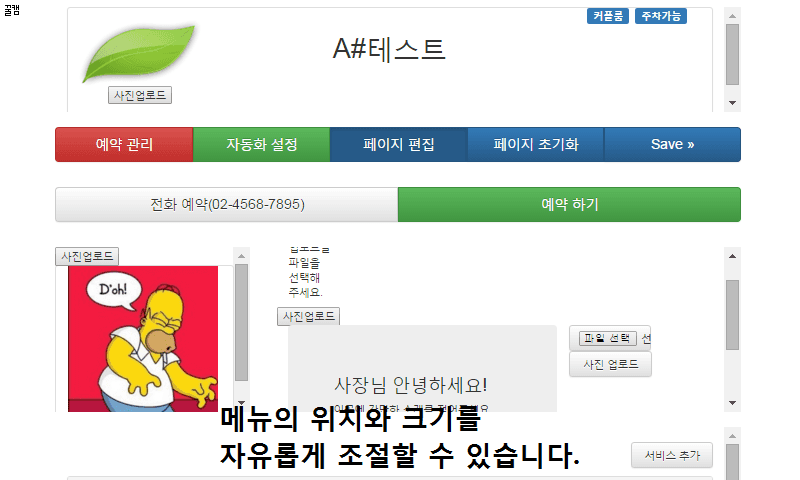 꿀캠
커플룸 주차가능
A#테스트
사진업로드
예약 관리 자동화 설정 페이지 편집 페이지 초기화 Save »
전화 예약(02-4568-7895) 예약 하기
사진업로드
D'oh!
파일을
선택해
주세요.
사진업로드
파일 선택 선
사진 업로드
사장님 안녕하세요!
메뉴의 위치와 크기를
자유롭게 조절할 수 있습니다.
서비스 추가